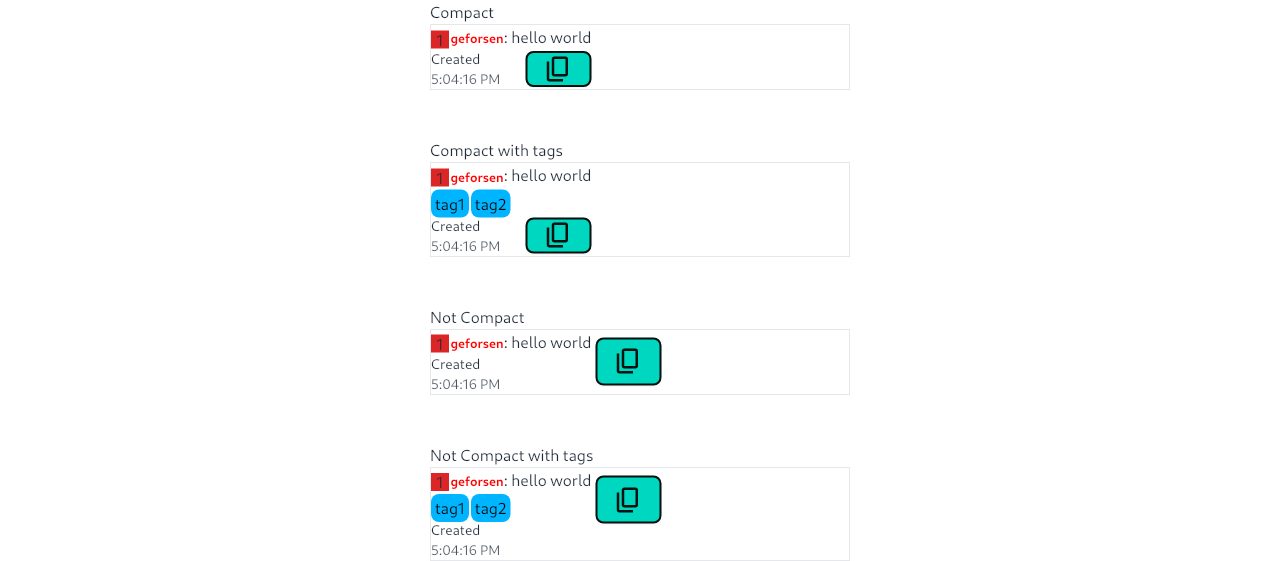 Compact
1 geforsen: hello world
Created
5:04:16 PM
Compact with tags
1 geforsen: hello world
tag1 tag2
Created
5:04:16 PM
Not Compact
1 geforsen: hello world
Created
5:04:16 PM
Not Compact with tags
1 geforsen: hello world
tag1 tag2
Created
5:04:16 PM